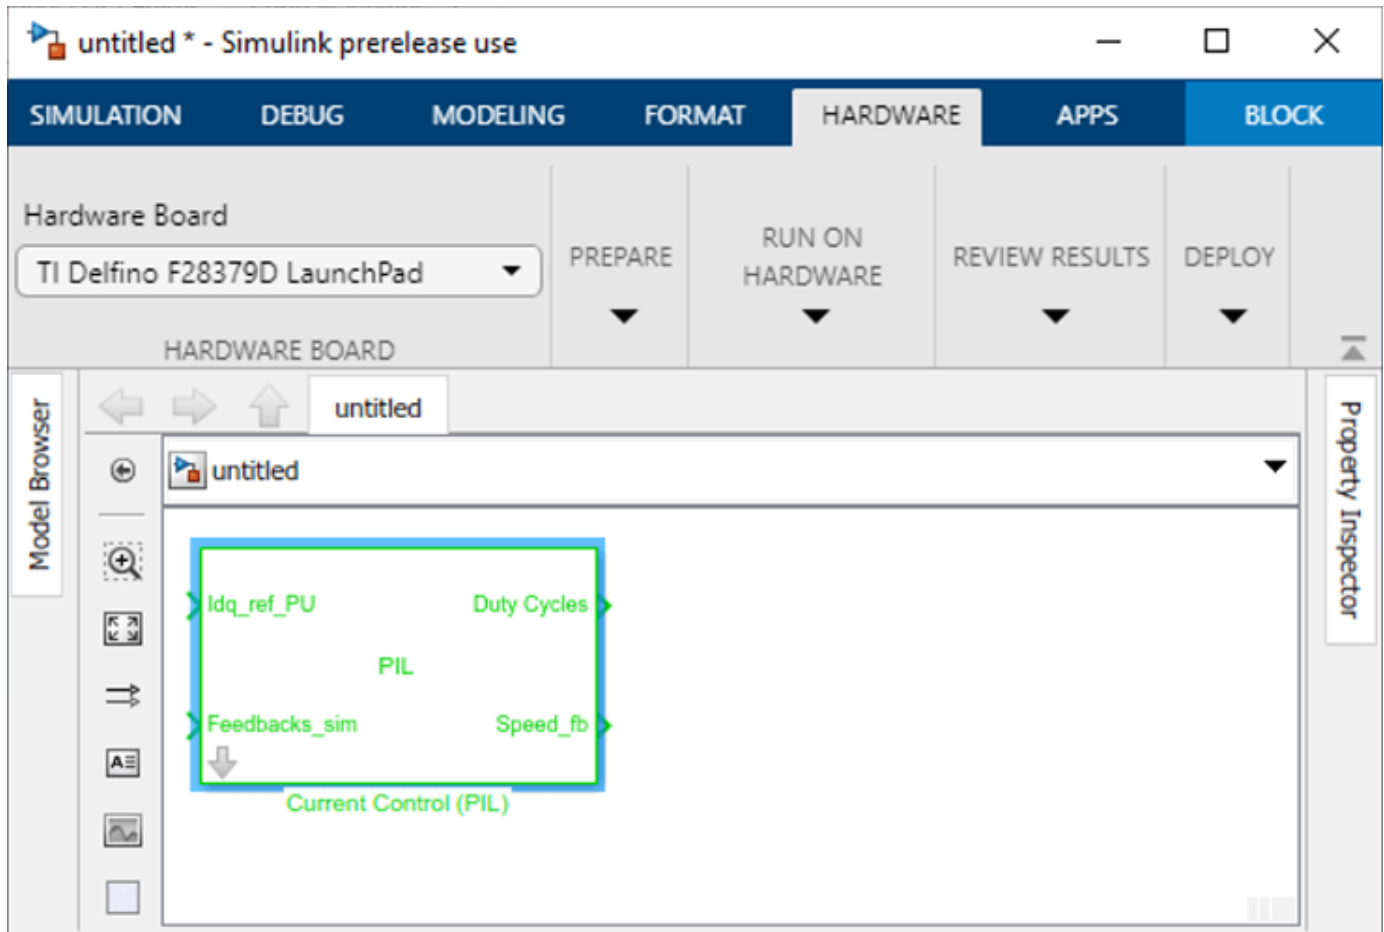 untitled * - Simulink prerelease use
SIMULATION DEBUG MODELING FORMAT HARDWARE APPS BLOCK
Hardware Board
TI Delfino F28379D LaunchPad
HARDWARE BOARD
PREPARE
RUN ON
HARDWARE
REVIEW RESULTS
DEPLOY
Model Browser
untitled
untitled
Idq_ref_PU
Duty Cycles
PIL
Feedbacks_sim
Speed_fb
Current Control (PIL)
Property Inspector